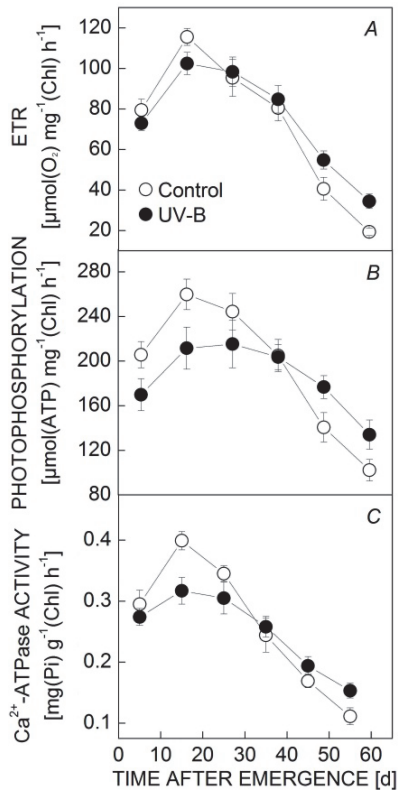 A
ETR
[µmol(O₂) mg⁻¹(Chl) h⁻¹]
120
100
80
60
40
20
Control
UV-B
B
PHOTOPHOSPHORYLATION
[µmol(ATP) mg⁻¹(Chl) h⁻¹]
280
240
200
160
120
80
C
Ca²⁺-ATPase ACTIVITY
[mg(Pi) g⁻¹(Chl) h⁻¹]
0.4
0.3
0.2
0.1
0 10 20 30 40 50 60
TIME AFTER EMERGENCE [d]